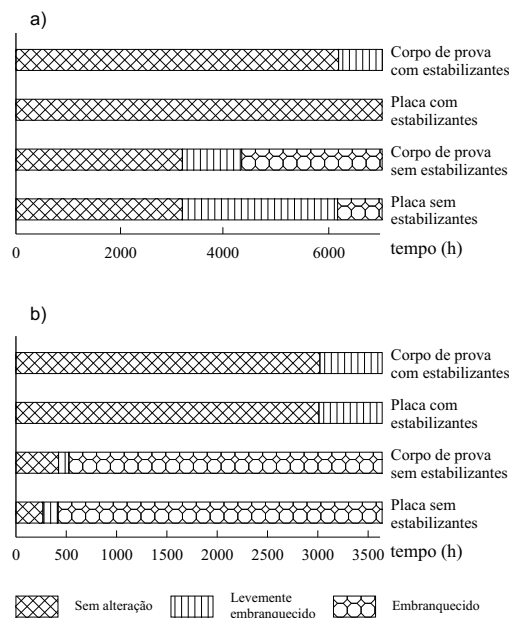 a)
Corpo de prova
com estabilizantes
Placa com
estabilizantes
Corpo de prova
sem estabilizantes
Placa sem
estabilizantes
0 2000 4000 6000 tempo (h)
b)
Corpo de prova
com estabilizantes
Placa com
estabilizantes
Corpo de prova
sem estabilizantes
Placa sem
estabilizantes
0 500 1000 1500 2000 2500 3000 3500 tempo (h)
Sem alteração
Levemente
embranquecido
Embranquecido